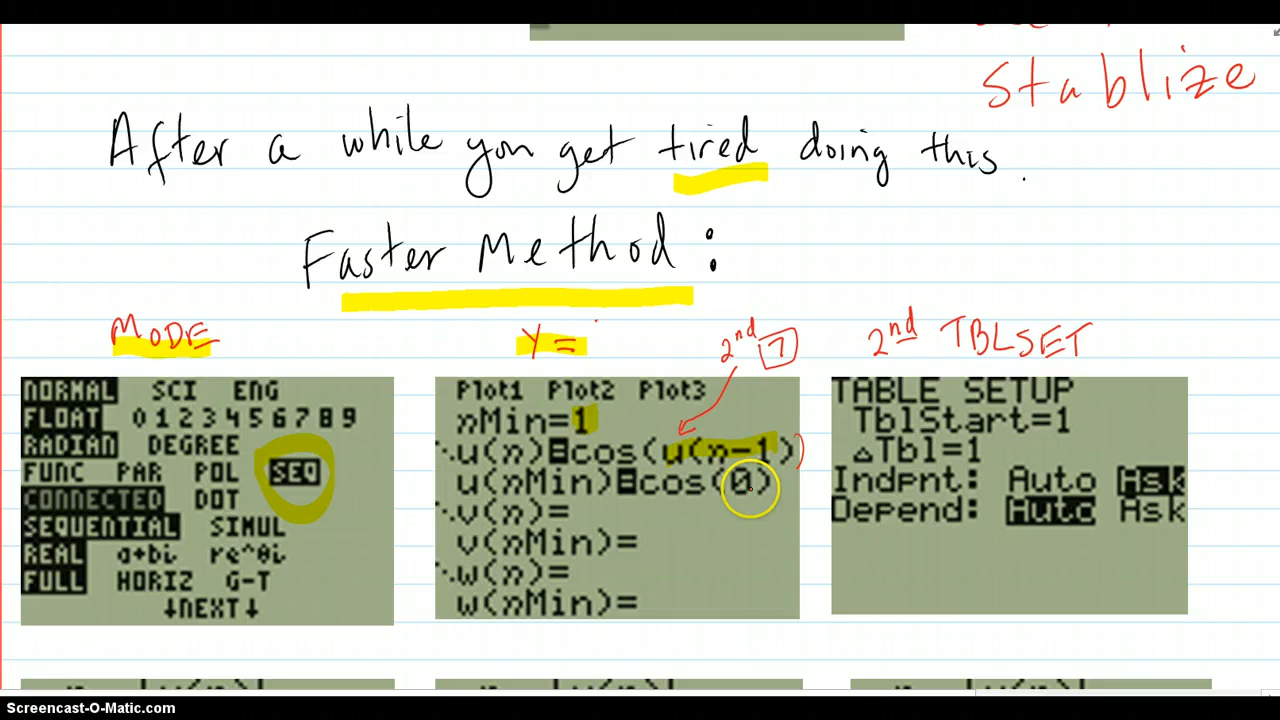 Stablize
After a while you get tired doing this.
Faster Method:
MODE
Y =
2nd 7
2nd TBLSET
NORMAL SCI ENG
FLOAT 0 1 2 3 4 5 6 7 8 9
RADIAN DEGREE
FUNC PAR POL SEQ
CONNECTED DOT
SEQUENTIAL SIMUL
REAL a+bi re^θi
FULL HORIZ G-T
↓NEXT↓
Plot1 Plot2 Plot3
nMin=1
u(n)=cos(u(n-1))
u(nMin)=cos(0)
v(n)=
v(nMin)=
w(n)=
w(nMin)=
TABLE SETUP
TblStart=1
ΔTbl=1
Indpnt: Auto Ask
Depend: Auto Ask
Screencast-O-Matic.com